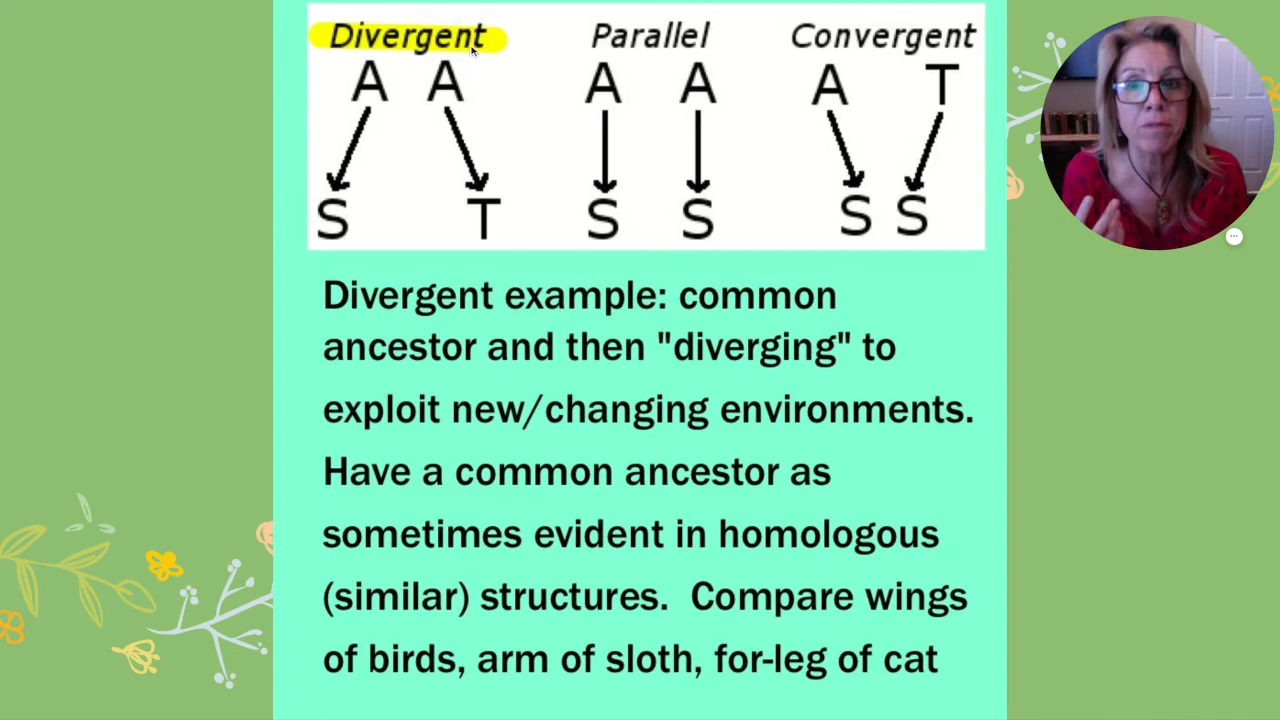 Divergent Parallel Convergent
A A A A A T
S T S S S S
Divergent example: common
ancestor and then "diverging" to
exploit new/changing environments.
Have a common ancestor as
sometimes evident in homologous
(similar) structures. Compare wings
of birds, arm of sloth, for-leg of cat